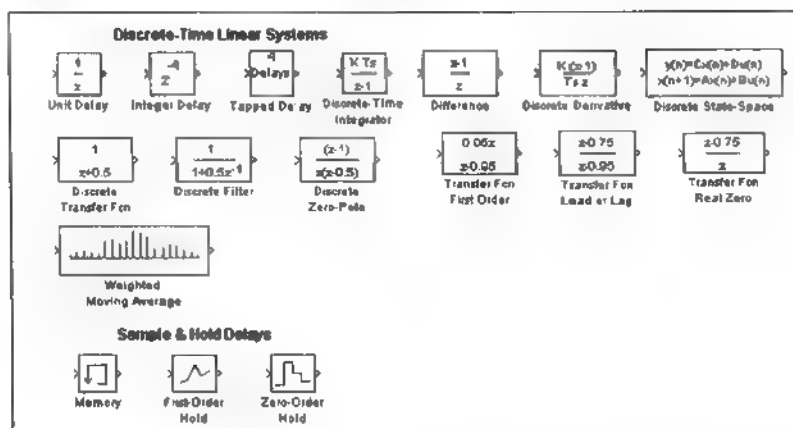 Discrete-Time Linear Systems
1
z
Unit Delay
-4
Z
Integer Delay
4
Delays
Tapped Delay
K Ts
z-1
Discrete-Time
Integrator
z-1
z
Difference
K (z-1)
Ts z
Discrete Derivative
y(n)=Cx(n)+Du(n)
x(n+1)=Ax(n)+Bu(n)
Discrete State-Space
1
z+0.5
Discrete
Transfer Fcn
1
1+0.5z-1
Discrete Filter
(z-1)
z(z-0.5)
Discrete
Zero-Pole
0.05z
z-0.95
Transfer Fcn
First Order
z-0.75
z-0.95
Transfer Fcn
Lead or Lag
z-0.75
z
Transfer Fcn
Real Zero
Weighted
Moving Average
Sample & Hold Delays
Memory
First-Order
Hold
Zero-Order
Hold